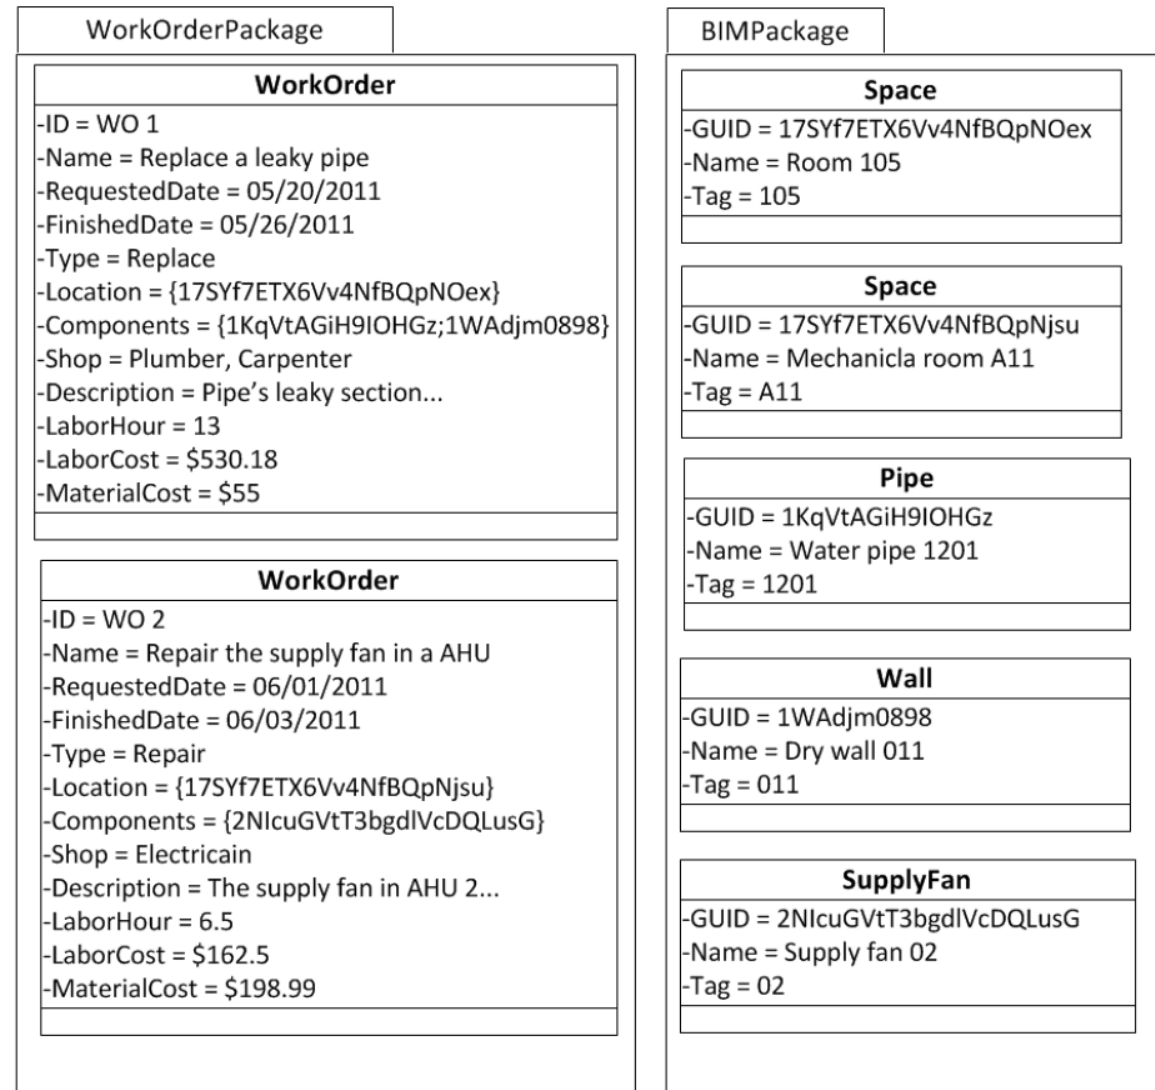 WorkOrderPackage
WorkOrder
-ID = WO 1
-Name = Replace a leaky pipe
-RequestedDate = 05/20/2011
-FinishedDate = 05/26/2011
-Type = Replace
-Location = {17SYf7ETX6Vv4NfBQpNOex}
-Components = {1KqVtAGiH9IOHGz;1WAdjm0898}
-Shop = Plumber, Carpenter
-Description = Pipe’s leaky section...
-LaborHour = 13
-LaborCost = $530.18
-MaterialCost = $55
WorkOrder
-ID = WO 2
-Name = Repair the supply fan in a AHU
-RequestedDate = 06/01/2011
-FinishedDate = 06/03/2011
-Type = Repair
-Location = {17SYf7ETX6Vv4NfBQpNjsu}
-Components = {2NIcuGVtT3bgdlVcDQLusG}
-Shop = Electricain
-Description = The supply fan in AHU 2...
-LaborHour = 6.5
-LaborCost = $162.5
-MaterialCost = $198.99
BIMPackage
Space
-GUID = 17SYf7ETX6Vv4NfBQpNOex
-Name = Room 105
-Tag = 105
Space
-GUID = 17SYf7ETX6Vv4NfBQpNjsu
-Name = Mechanicla room A11
-Tag = A11
Pipe
-GUID = 1KqVtAGiH9IOHGz
-Name = Water pipe 1201
-Tag = 1201
Wall
-GUID = 1WAdjm0898
-Name = Dry wall 011
-Tag = 011
SupplyFan
-GUID = 2NIcuGVtT3bgdlVcDQLusG
-Name = Supply fan 02
-Tag = 02